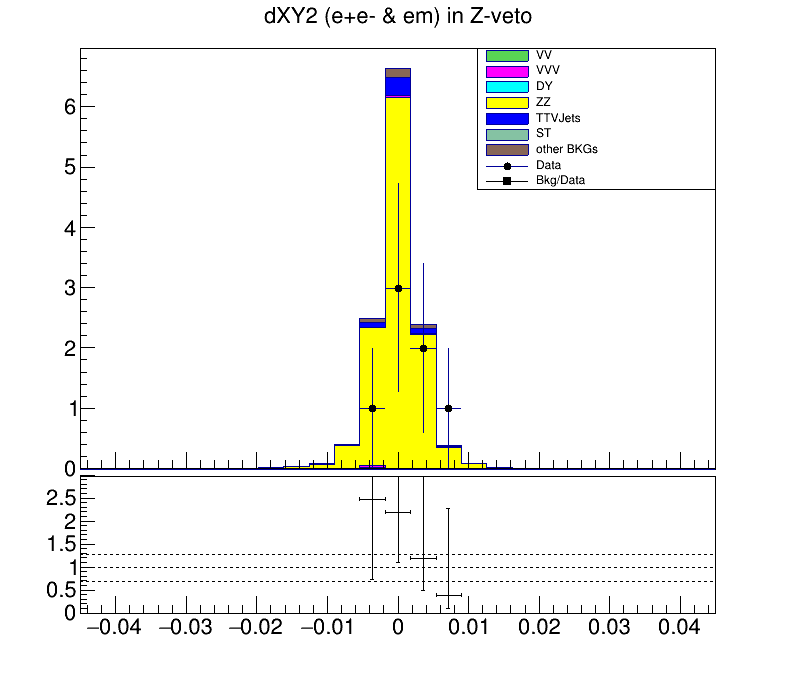 dXY2 (e+e- & em) in Z-veto
VV
VVV
DY
ZZ
TTVJets
ST
other BKGs
Data
Bkg/Data
6
5
4
3
2
1
0
2.5
2
1.5
1
0.5
0
−0.04 −0.03 −0.02 −0.01 0 0.01 0.02 0.03 0.04